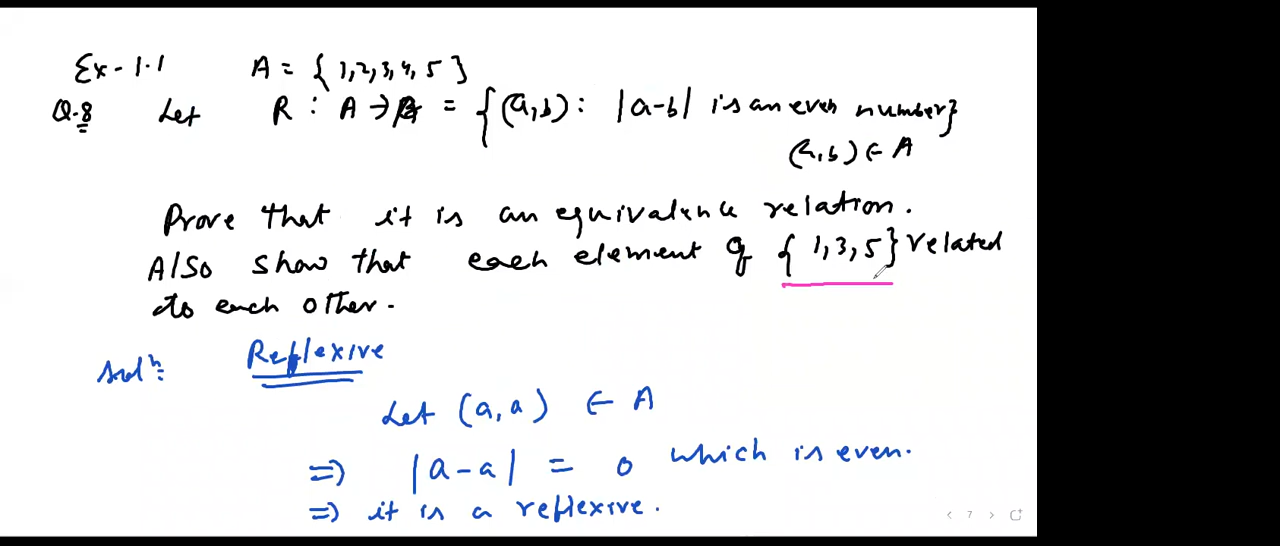 Ex-1.1 A = { 1,2,3,4,5 }
Q.8 Let R : A → A = { (a,b) : |a-b| is an even number }
(a,b) ∈ A
Prove that it is an equivalence relation.
Also show that each element of { 1,3,5 } related
to each other.
Solⁿ: Reflexive
Let (a,a) ∈ A
⇒ |a-a| = 0 which is even.
⇒ it is a reflexive.
< 7 >